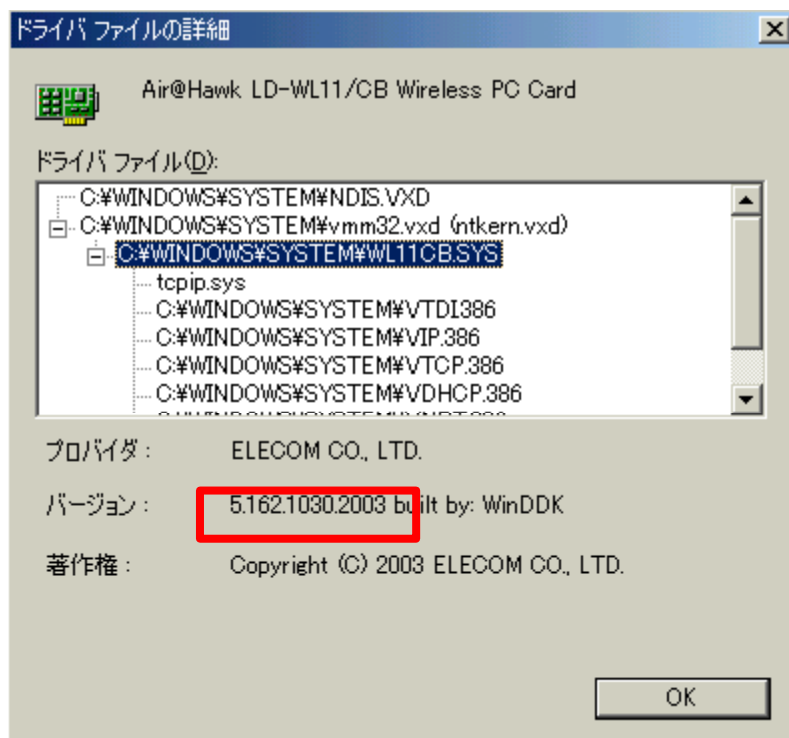 ドライバ ファイルの詳細
Air@Hawk LD-WL11/CB Wireless PC Card
ドライバ ファイル(D):
C:¥WINDOWS¥SYSTEM¥NDIS.VXD
C:¥WINDOWS¥SYSTEM¥vmm32.vxd (ntkern.vxd)
C:¥WINDOWS¥SYSTEM¥WL11CB.SYS
tcpip.sys
C:¥WINDOWS¥SYSTEM¥VTDI.386
C:¥WINDOWS¥SYSTEM¥VIP.386
C:¥WINDOWS¥SYSTEM¥VTCP.386
C:¥WINDOWS¥SYSTEM¥VDHCP.386
プロバイダ : ELECOM CO., LTD.
バージョン : 5.162.1030.2003 built by: WinDDK
著作権 : Copyright (C) 2003 ELECOM CO., LTD.
OK